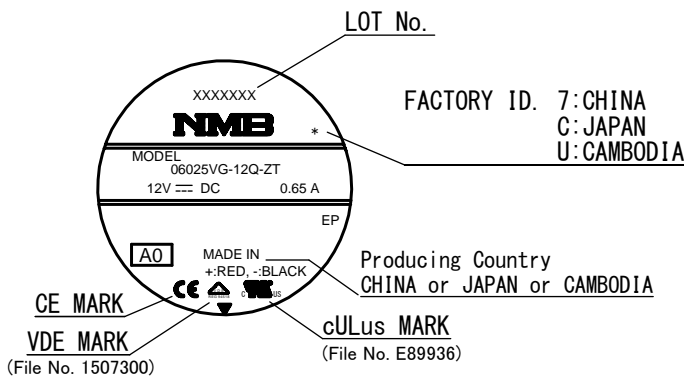 LOT No.
XXXXXXX
NMB
*
FACTORY ID. 7:CHINA
C:JAPAN
U:CAMBODIA
MODEL
06025VG-12Q-ZT
12V DC 0.65 A
EP
A0
MADE IN
+:RED, -:BLACK
Producing Country
CHINA or JAPAN or CAMBODIA
CE
C US
CE MARK
VDE MARK
(File No. 1507300)
cULus MARK
(File No. E89936)